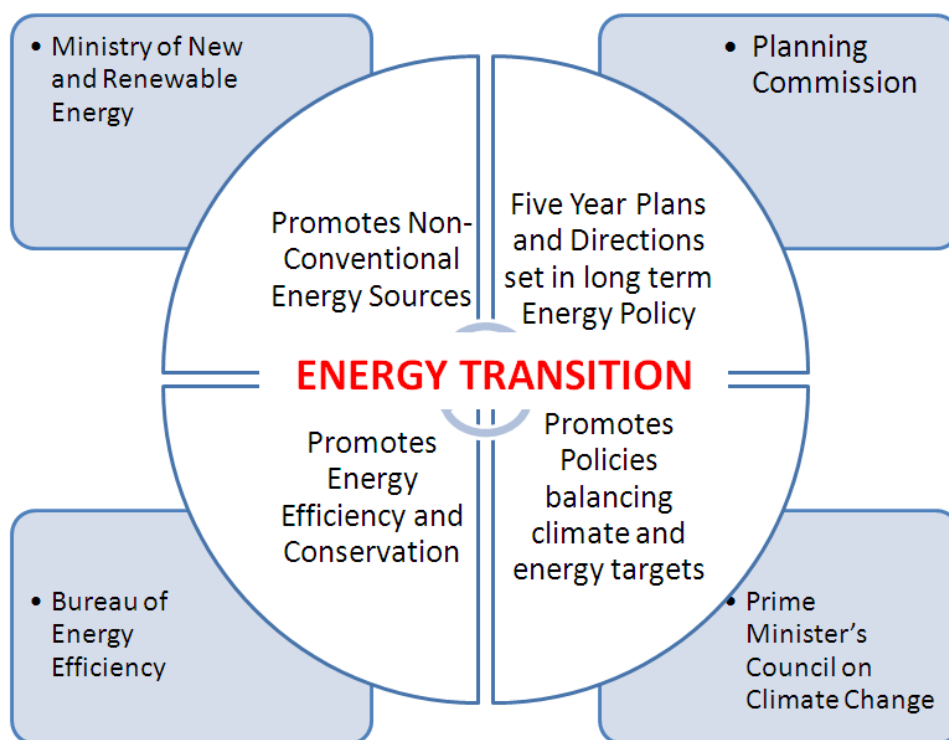 • Ministry of New
and Renewable
Energy
• Planning
Commission
Promotes Non-
Conventional
Energy Sources
Five Year Plans
and Directions
set in long term
Energy Policy
ENERGY TRANSITION
Promotes
Energy
Efficiency and
Conservation
Promotes
Policies
balancing
climate and
energy targets
• Bureau of
Energy
Efficiency
• Prime
Minister’s
Council on
Climate Change